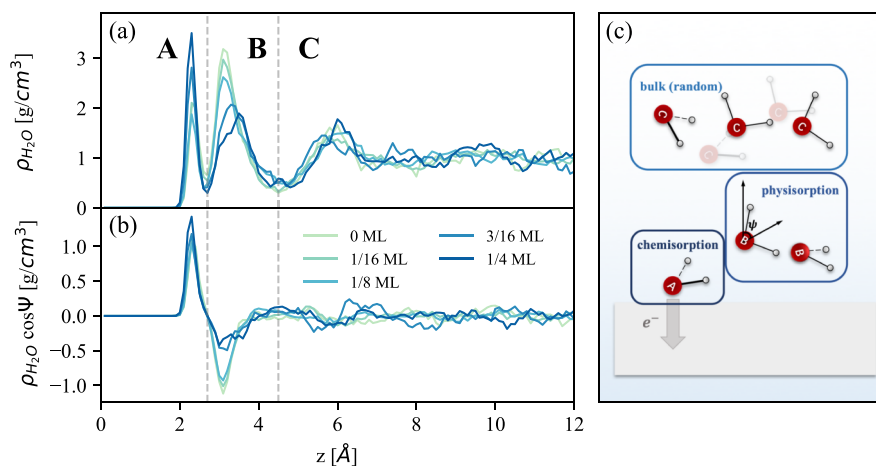 (a)
A
B
C
ρH2O [g/cm³]
3
2
1
0
(b)
ρH2O cosΨ [g/cm³]
1.0
0.5
0.0
−0.5
−1.0
0 ML
1/16 ML
1/8 ML
3/16 ML
1/4 ML
0
2
4
6
8
10
12
z [Å]
(c)
bulk (random)
C
C
C
C
C
physisorption
ψ
B
B
chemisorption
A
e⁻